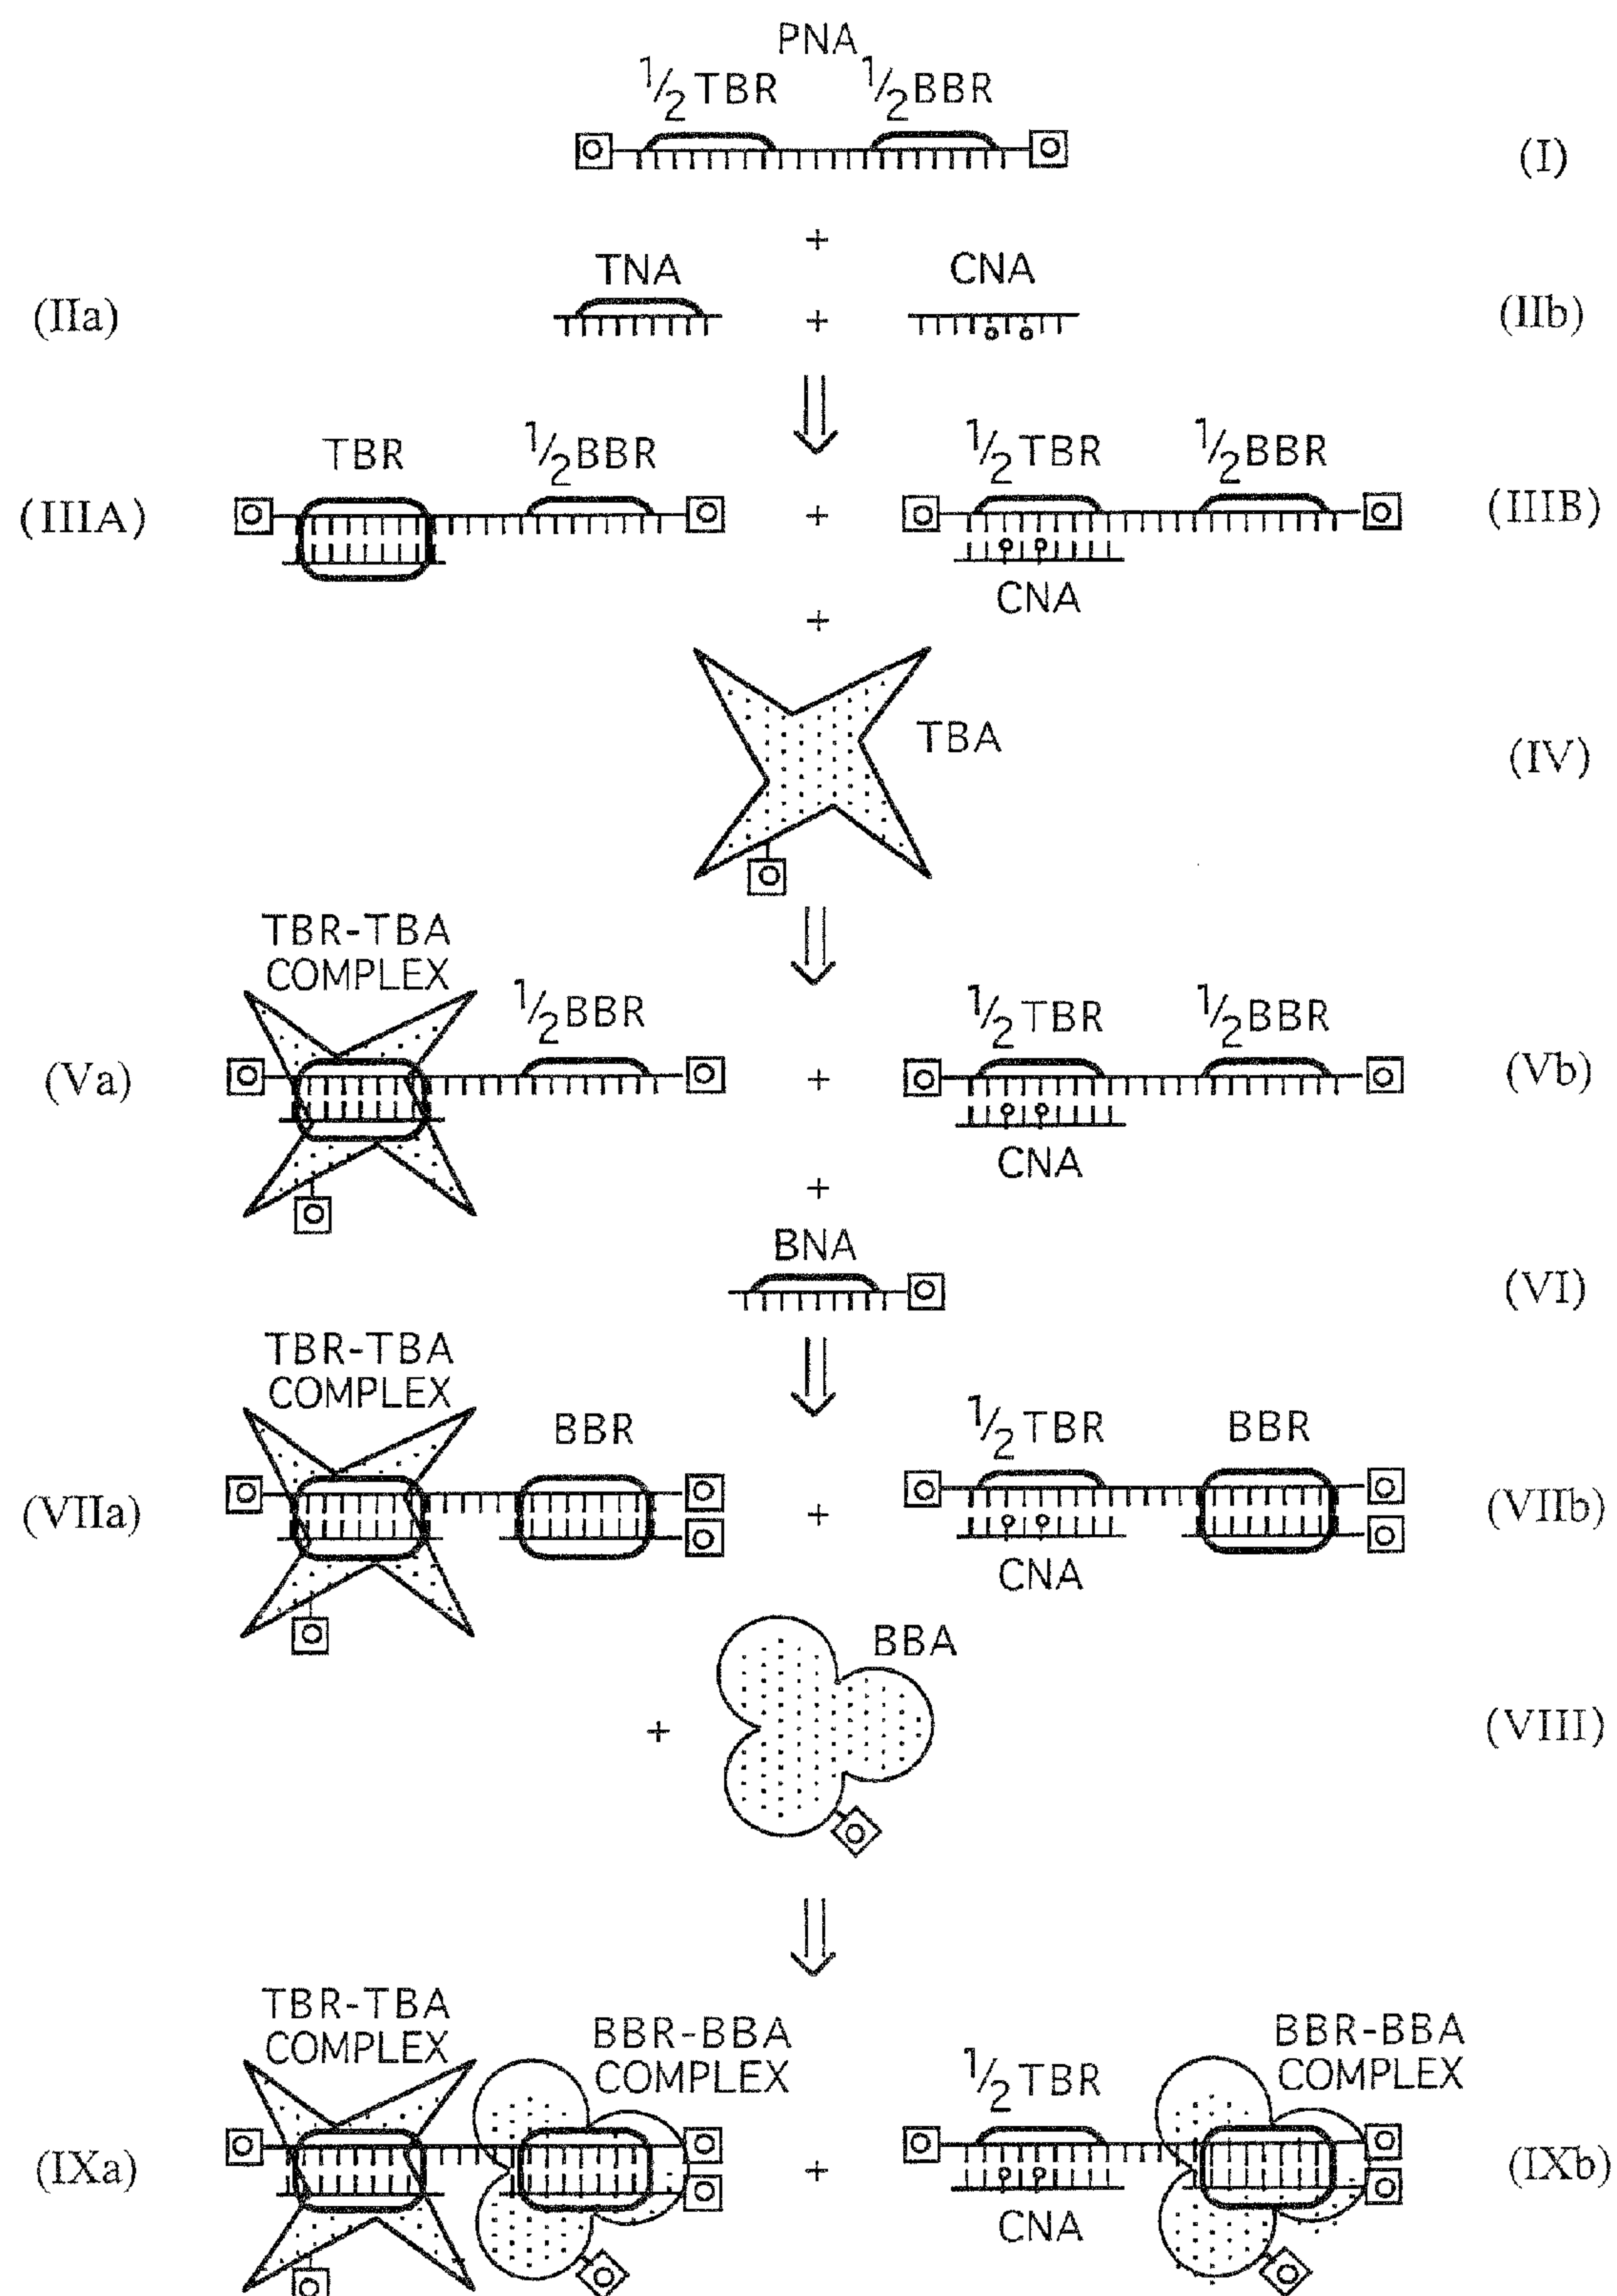 PNA
1/2 TBR 1/2 BBR
(I)
+
TNA CNA
(IIa) + (IIb)
TBR 1/2 BBR 1/2 TBR 1/2 BBR
(IIIA) + (IIIB)
CNA
+
TBA (IV)
TBR-TBA
COMPLEX
1/2 BBR 1/2 TBR 1/2 BBR
(Va) + (Vb)
CNA
+
BNA
(VI)
TBR-TBA
COMPLEX
BBR 1/2 TBR BBR
(VIIa) + (VIIb)
CNA
BBA
+ (VIII)
TBR-TBA
COMPLEX
BBR-BBA
COMPLEX
1/2 TBR
BBR-BBA
COMPLEX
(IXa) + (IXb)
CNA